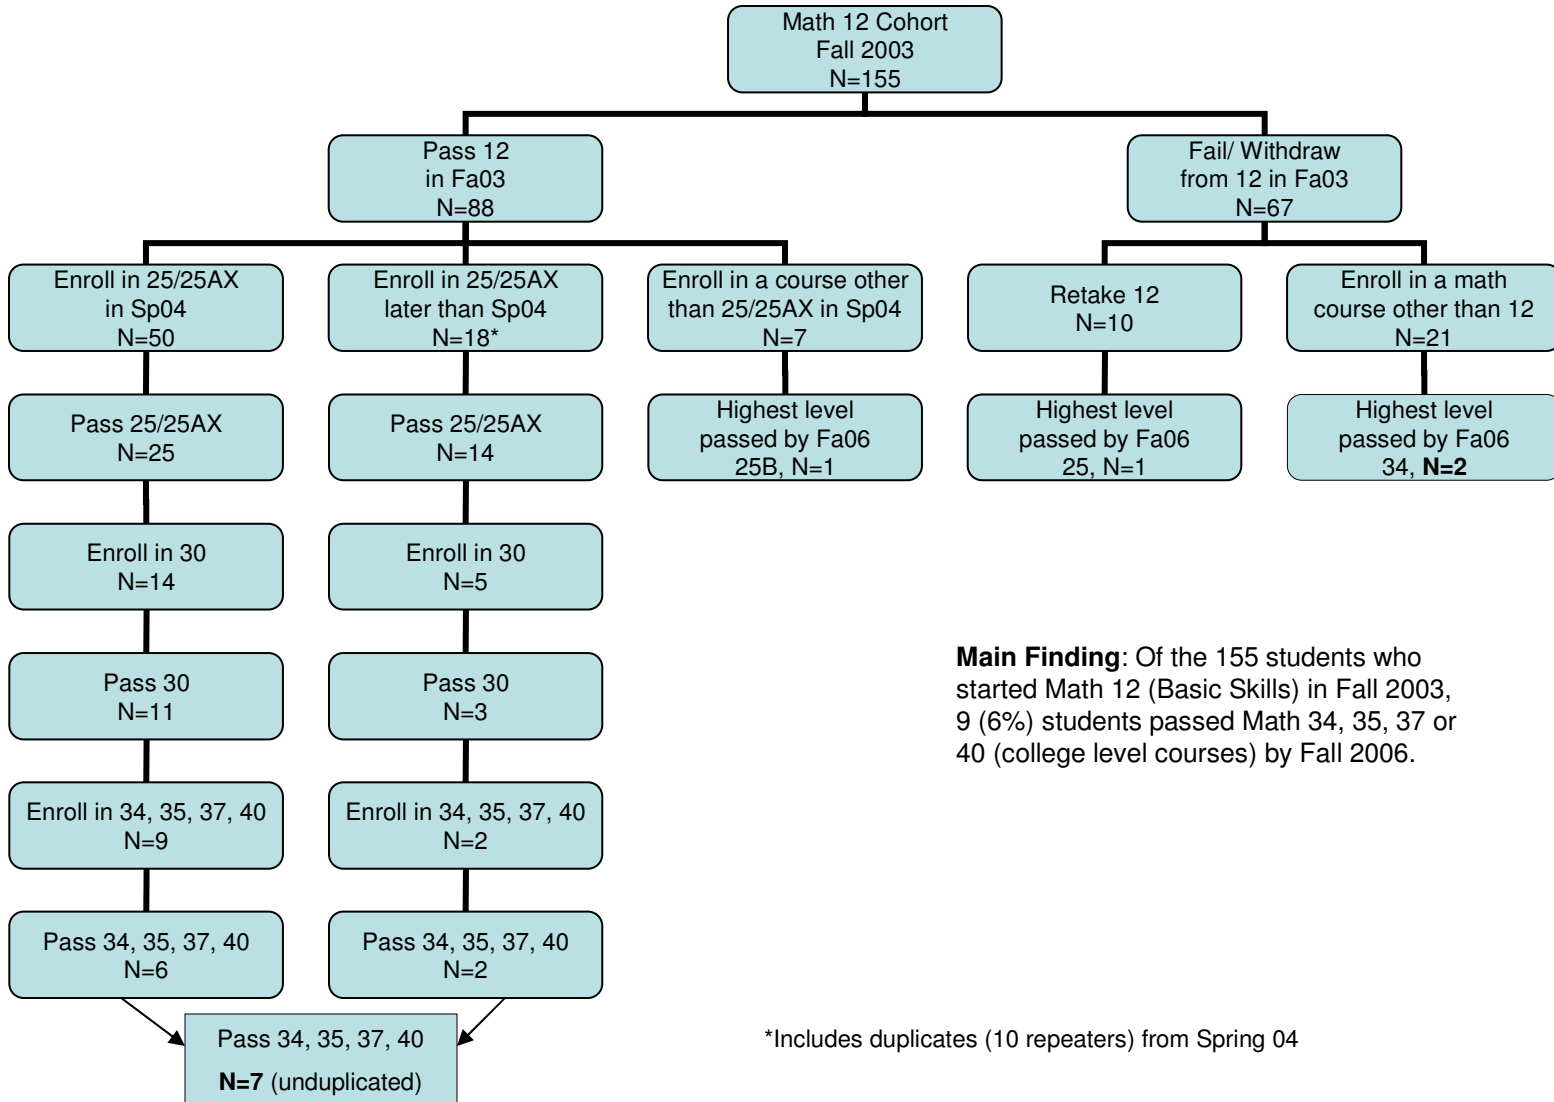 Math 12 Cohort
Fall 2003
N=155
Pass 12
in Fa03
N=88
Fail/ Withdraw
from 12 in Fa03
N=67
Enroll in 25/25AX
in Sp04
N=50
Enroll in 25/25AX
later than Sp04
N=18*
Enroll in a course other
than 25/25AX in Sp04
N=7
Retake 12
N=10
Enroll in a math
course other than 12
N=21
Pass 25/25AX
N=25
Pass 25/25AX
N=14
Highest level
passed by Fa06
25B, N=1
Highest level
passed by Fa06
25, N=1
Highest level
passed by Fa06
34, N=2
Enroll in 30
N=14
Enroll in 30
N=5
Pass 30
N=11
Pass 30
N=3
Main Finding: Of the 155 students who
started Math 12 (Basic Skills) in Fall 2003,
9 (6%) students passed Math 34, 35, 37 or
40 (college level courses) by Fall 2006.
Enroll in 34, 35, 37, 40
N=9
Enroll in 34, 35, 37, 40
N=2
Pass 34, 35, 37, 40
N=6
Pass 34, 35, 37, 40
N=2
Pass 34, 35, 37, 40
N=7 (unduplicated)
*Includes duplicates (10 repeaters) from Spring 04